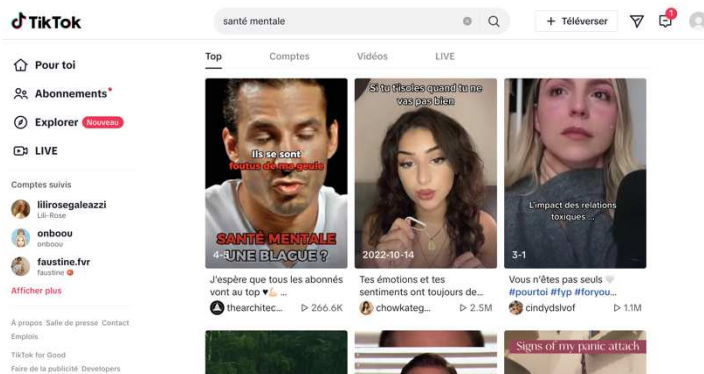 TikTok
santé mentale
+ Téléverser
1
Pour toi
Abonnements
Explorer Nouveau
LIVE
Comptes suivis
lilirosegaleazzi
Lili-Rose
onboou
onboou
faustine.fvr
faustine
Afficher plus
À propos Salle de presse Contact
Emplois
TikTok for Good
Faire de la publicité Developers
Top Comptes Vidéos LIVE
Ils se sont
foutus de ma gueule
SANTÉ MENTALE
UNE BLAGUE ?
4-5
J'espère que tous les abonnés
vont au top ♥💪 ...
thearchitec... 266.6K
Si tu t'isoles quand tu ne
vas pas bien
2022-10-14
Tes émotions et tes
sentiments ont toujours de...
chowkateg... 2.5M
L'impact des relations
toxiques ...
3-1
Vous n'êtes pas seuls 🤍
#pourtoi #fyp #foryou...
cindydslvof 1.1M
Signs of my panic attack